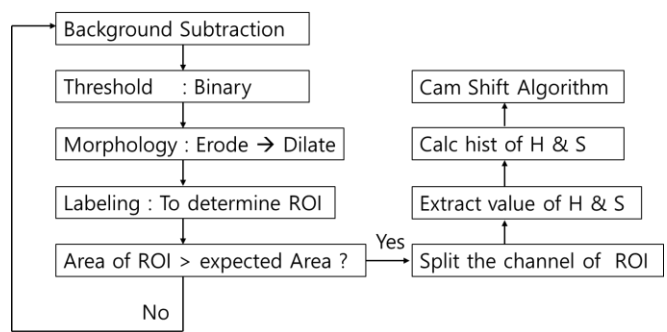 Background Subtraction
Threshold : Binary
Morphology : Erode → Dilate
Labeling : To determine ROI
Area of ROI > expected Area ?
No
Yes
Split the channel of ROI
Extract value of H & S
Calc hist of H & S
Cam Shift Algorithm